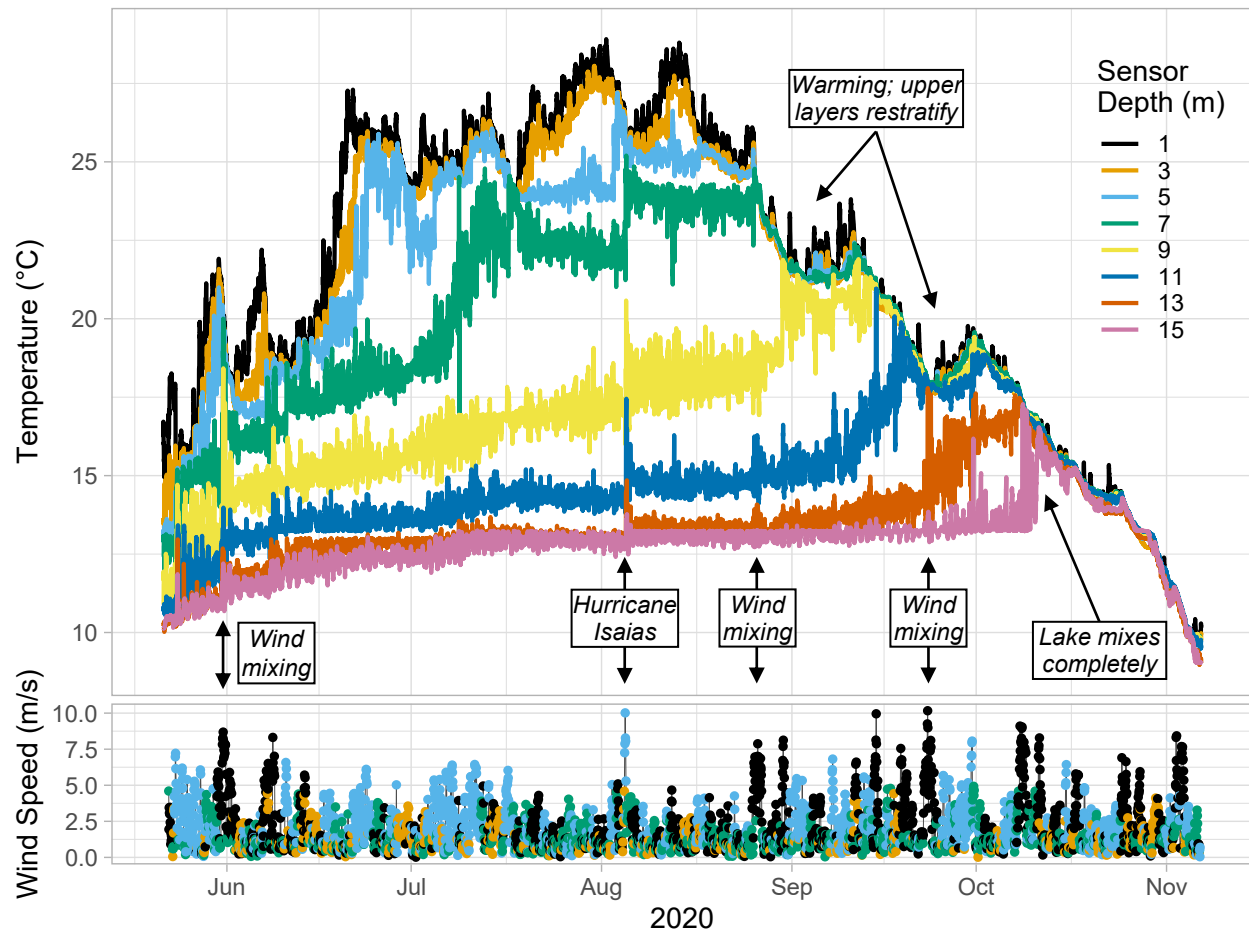 Temperature (°C)
25
20
15
10
Warming; upper
layers restratify
Sensor
Depth (m)
1
3
5
7
9
11
13
15
Wind
mixing
Hurricane
Isaias
Wind
mixing
Wind
mixing
Lake mixes
completely
Wind Speed (m/s)
10.0
7.5
5.0
2.5
0.0
Jun
Jul
Aug
Sep
Oct
Nov
2020